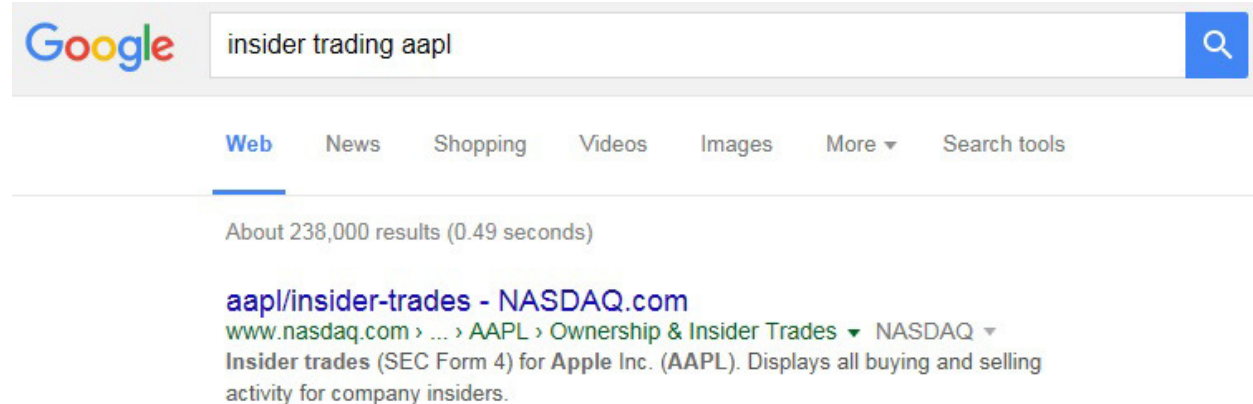 Google insider trading aapl
Web News Shopping Videos Images More Search tools
About 238,000 results (0.49 seconds)
aapl/insider-trades - NASDAQ.com
www.nasdaq.com › ... › AAPL › Ownership & Insider Trades ▾ NASDAQ ▾
Insider trades (SEC Form 4) for Apple Inc. (AAPL). Displays all buying and selling
activity for company insiders.